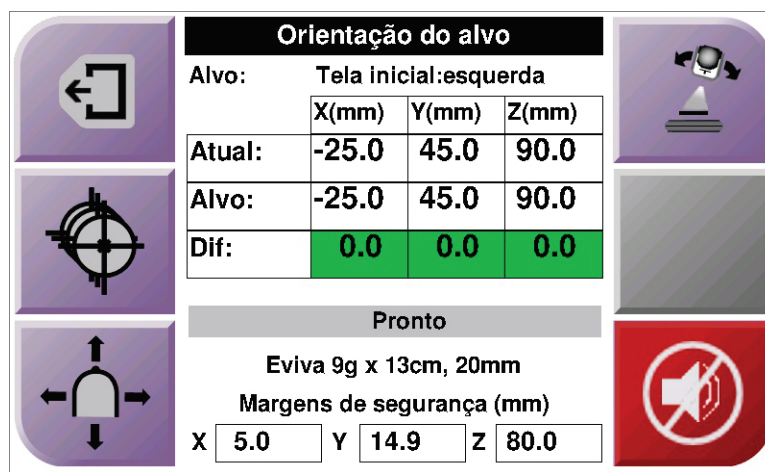 Orientação do alvo
Alvo: Tela inicial:esquerda
X(mm) Y(mm) Z(mm)
Atual: -25.0 45.0 90.0
Alvo: -25.0 45.0 90.0
Dif: 0.0 0.0 0.0
Pronto
Eviva 9g x 13cm, 20mm
Margens de segurança (mm)
X 5.0 Y 14.9 Z 80.0